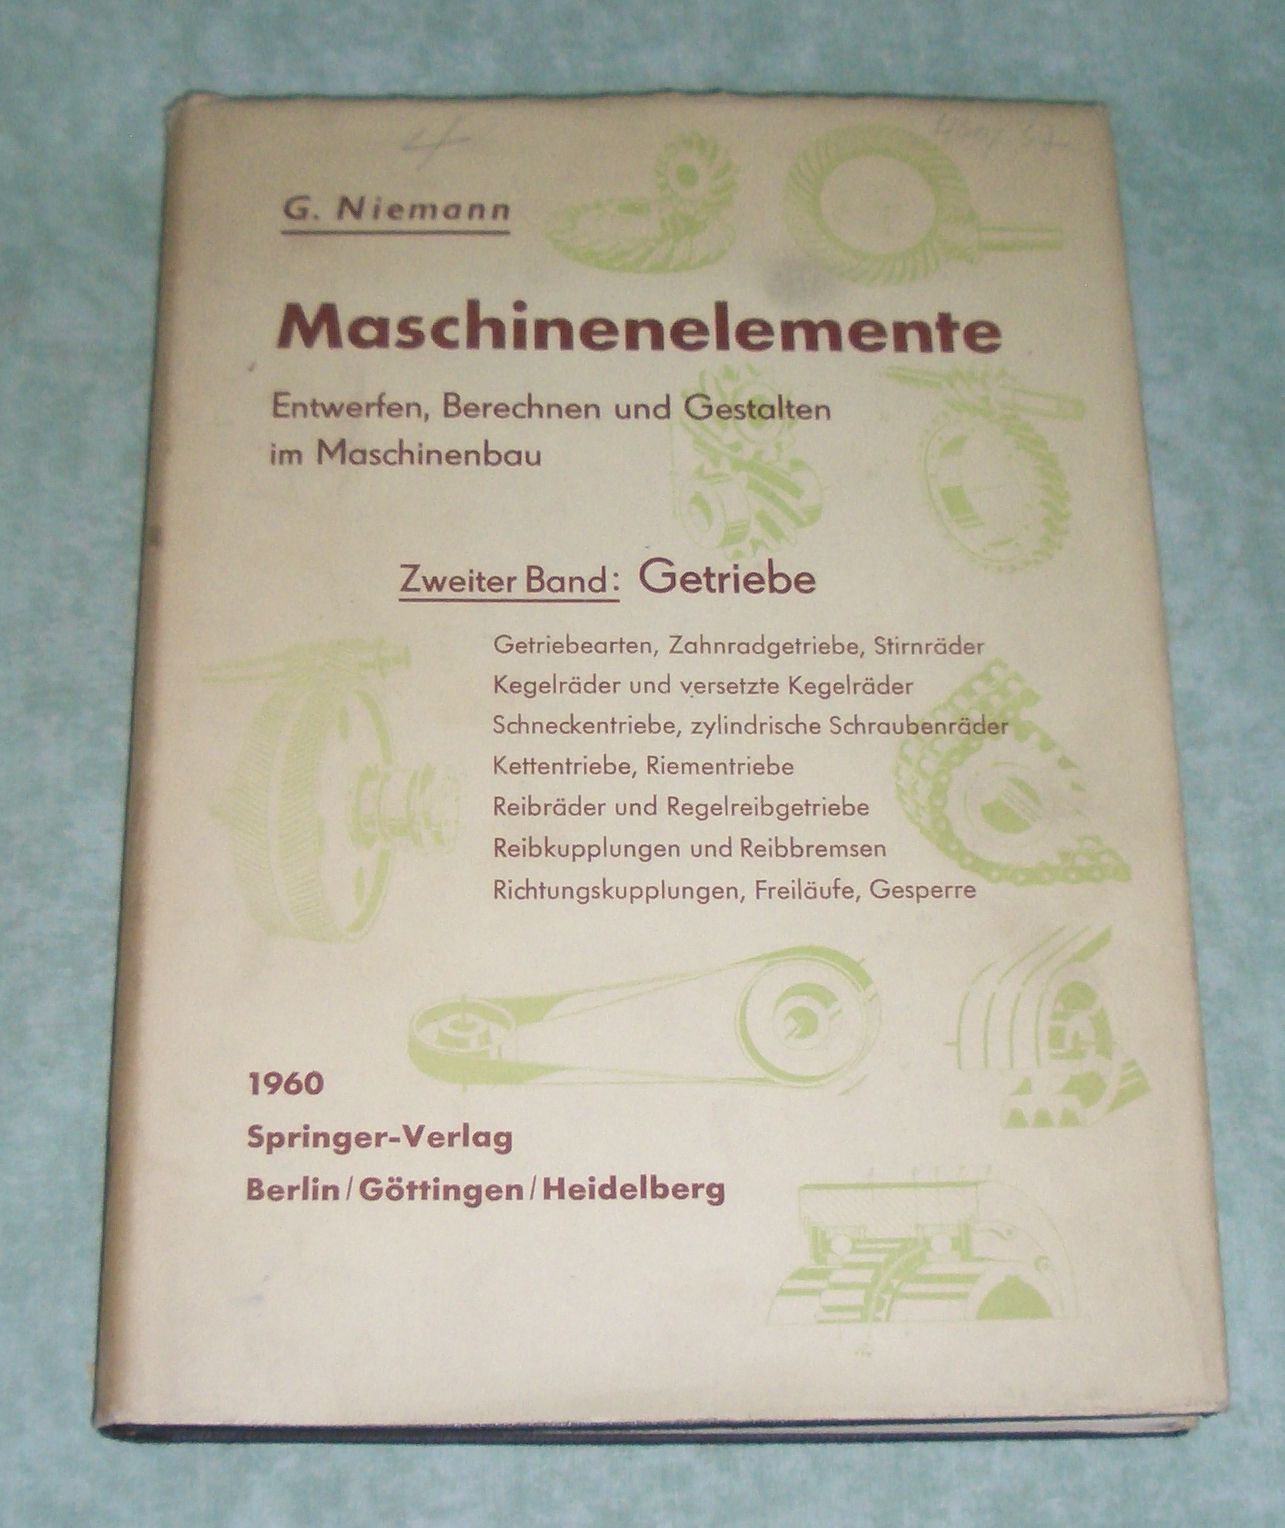 G. Niemann
Maschinenelemente
Entwerfen, Berechnen und Gestalten
im Maschinenbau
Zweiter Band: Getriebe
Getriebearten, Zahnradgetriebe, Stirnräder
Kegelräder und versetzte Kegelräder
Schneckentriebe, zylindrische Schraubenräder
Kettentriebe, Riementriebe
Reibräder und Regelreibgetriebe
Reibkupplungen und Reibbremsen
Richtungskupplungen, Freiläufe, Gesperre
1960
Springer-Verlag
Berlin/Göttingen/Heidelberg